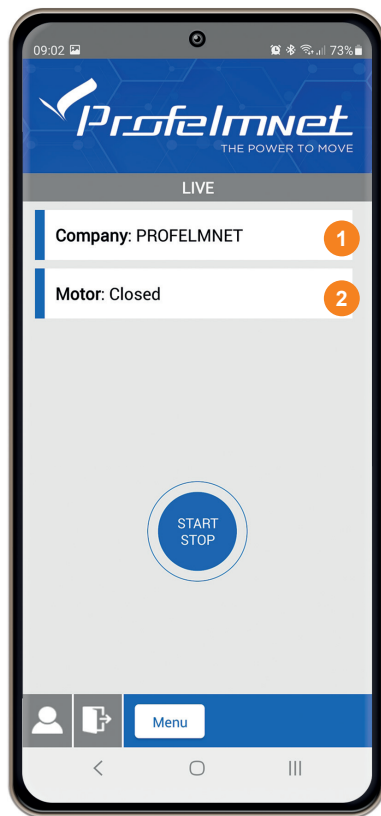 09:02 73%
Profelmnet
THE POWER TO MOVE
LIVE
Company: PROFELMNET 1
Motor: Closed 2
START
STOP
Menu